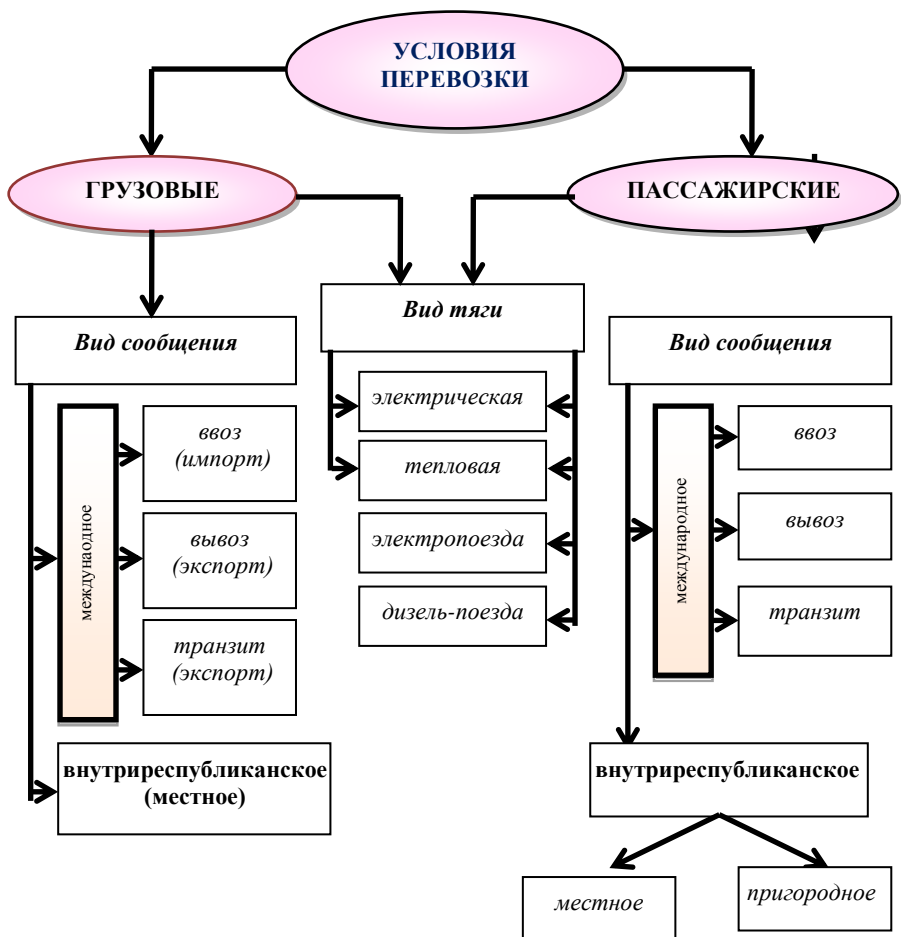 УСЛОВИЯ
ПЕРЕВОЗКИ
ГРУЗОВЫЕ
ПАССАЖИРСКИЕ
Вид сообщения
Вид тяги
Вид сообщения
междунаодное
ввоз
(импорт)
вывоз
(экспорт)
транзит
(экспорт)
внутриреспубликанское
(местное)
электрическая
тепловая
электропоезда
дизель-поезда
международное
ввоз
вывоз
транзит
внутриреспубликанское
местное
пригородное